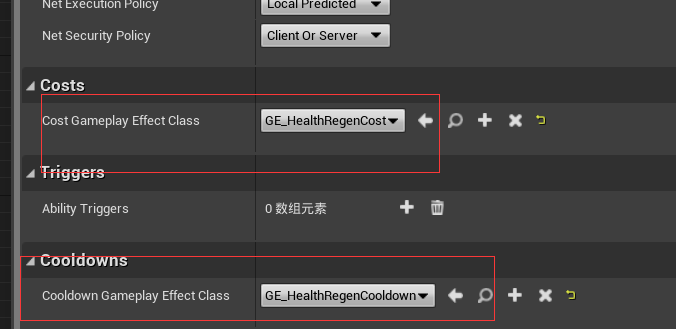 Net Execution Policy Local Predicted
Net Security Policy Client Or Server
Costs
Cost Gameplay Effect Class GE_HealthRegenCost
Triggers
Ability Triggers 0 数组元素
Cooldowns
Cooldown Gameplay Effect Class GE_HealthRegenCooldown